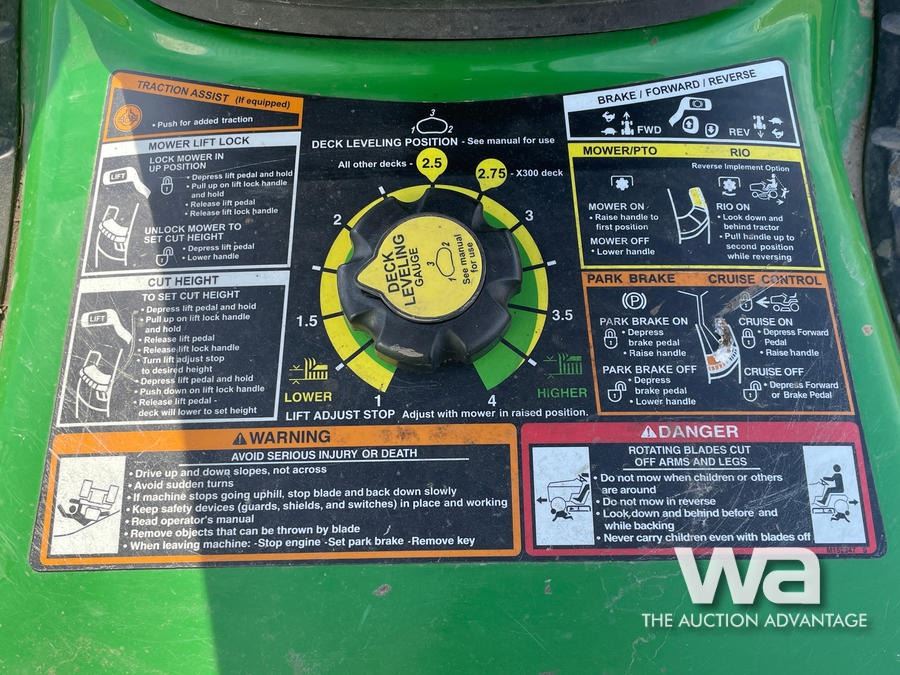 TRACTION ASSIST (If equipped)
• Push for added traction
MOWER LIFT LOCK
LOCK MOWER IN
UP POSITION
LIFT
• Depress lift pedal and hold
• Pull up on lift lock handle
and hold
• Release lift pedal
• Release lift lock handle
UNLOCK MOWER TO
SET CUT HEIGHT
• Depress lift pedal
• Lower handle
CUT HEIGHT
TO SET CUT HEIGHT
LIFT
• Depress lift pedal and hold
• Pull up on lift lock handle
and hold
• Release lift pedal
• Release lift lock handle
• Turn lift adjust stop
to desired height
• Depress lift pedal and hold
• Push down on lift lock handle
• Release lift pedal -
deck will lower to set height
3
1 2
DECK LEVELING POSITION - See manual for use
All other decks - 2.5
2.75 - X300 deck
2
3
1.5
3.5
1
4
DECK
LEVELING
GAUGE
1 3 2
See manual
for use
LOWER
HIGHER
LIFT ADJUST STOP Adjust with mower in raised position.
BRAKE / FORWARD / REVERSE
FWD
REV
MOWER/PTO
RIO
Reverse Implement Option
MOWER ON
• Raise handle to
first position
MOWER OFF
• Lower handle
RIO ON
• Look down and
behind tractor
• Pull handle up to
second position
while reversing
PARK BRAKE
CRUISE CONTROL
(P)
PARK BRAKE ON
• Depress
brake pedal
• Raise handle
PARK BRAKE OFF
• Depress
brake pedal
• Lower handle
CRUISE ON
• Depress Forward
Pedal
• Raise handle
CRUISE OFF
• Depress Forward
or Brake Pedal
WARNING
AVOID SERIOUS INJURY OR DEATH
• Drive up and down slopes, not across
• Avoid sudden turns
• If machine stops going uphill, stop blade and back down slowly
• Keep safety devices (guards, shields, and switches) in place and working
• Read operator's manual
• Remove objects that can be thrown by blade
• When leaving machine: -Stop engine -Set park brake -Remove key
DANGER
ROTATING BLADES CUT
OFF ARMS AND LEGS
• Do not mow when children or others
are around
• Do not mow in reverse
• Look down and behind before and
while backing
• Never carry children even with blades off
wa
THE AUCTION ADVANTAGE